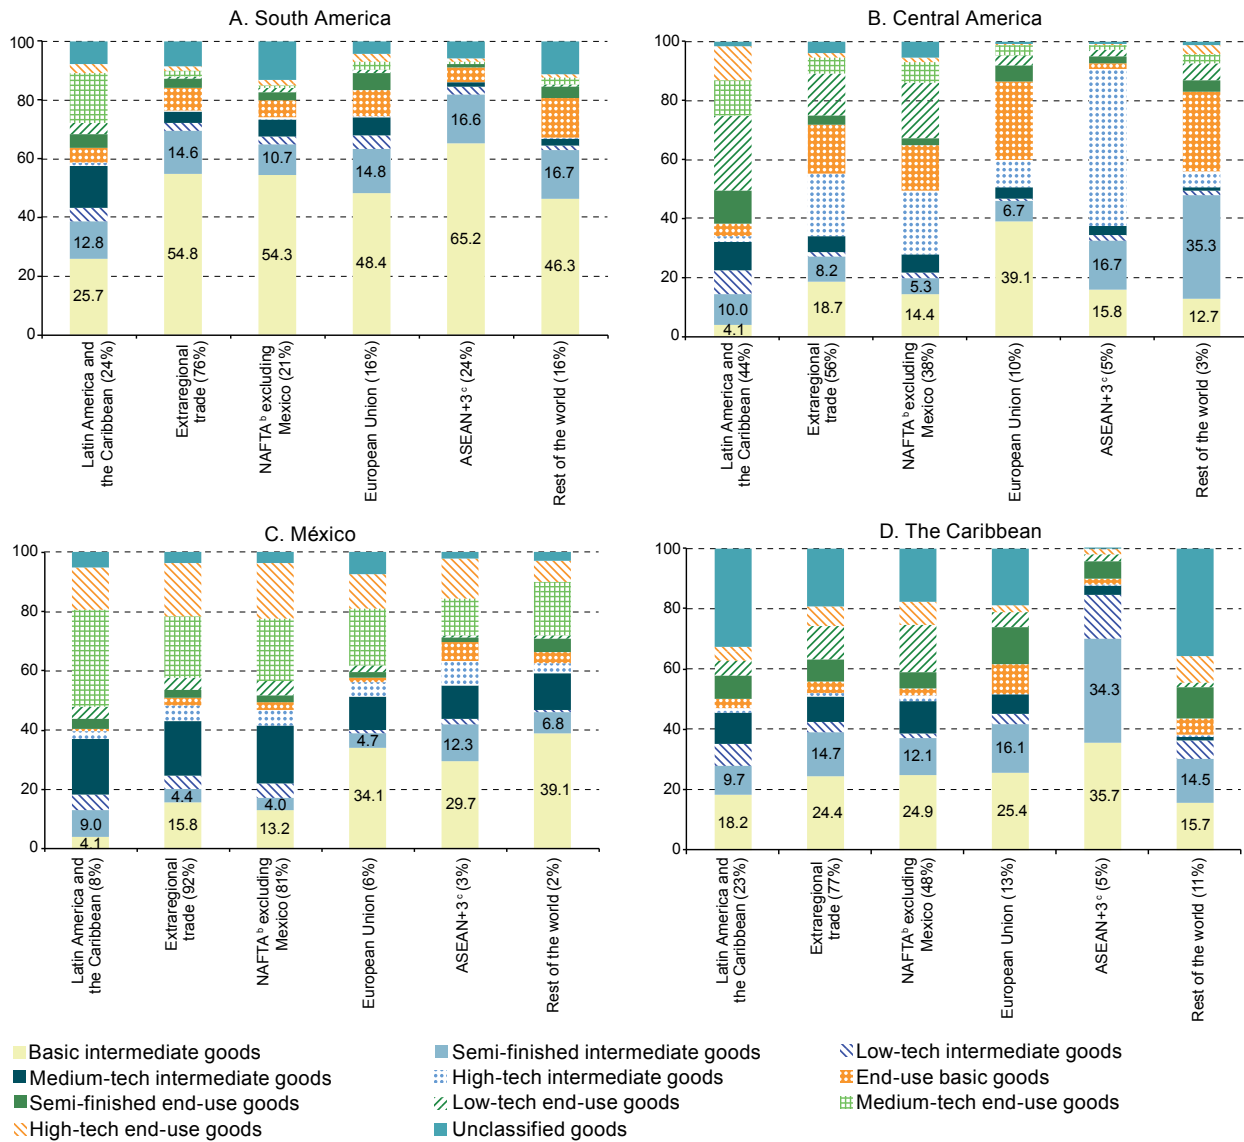 A. South America
100
80
60
40
20
0
12.8
25.7
14.6
54.8
10.7
54.3
14.8
48.4
16.6
65.2
16.7
46.3
Latin America and
the Caribbean (24%)
Extraregional
trade (76%)
NAFTA ᵇ excluding
Mexico (21%)
European Union (16%)
ASEAN+3 ᶜ (24%)
Rest of the world (16%)
B. Central America
100
80
60
40
20
0
10.0
4.1
8.2
18.7
5.3
14.4
6.7
39.1
16.7
15.8
35.3
12.7
Latin America and
the Caribbean (44%)
Extraregional
trade (56%)
NAFTA ᵇ excluding
Mexico (38%)
European Union (10%)
ASEAN+3 ᶜ (5%)
Rest of the world (3%)
C. México
100
80
60
40
20
0
9.0
4.1
4.4
15.8
4.0
13.2
4.7
34.1
12.3
29.7
6.8
39.1
Latin America and
the Caribbean (8%)
Extraregional
trade (92%)
NAFTA ᵇ excluding
Mexico (81%)
European Union (6%)
ASEAN+3 ᶜ (3%)
Rest of the world (2%)
D. The Caribbean
100
80
60
40
20
0
9.7
18.2
14.7
24.4
12.1
24.9
16.1
25.4
34.3
35.7
14.5
15.7
Latin America and
the Caribbean (23%)
Extraregional
trade (77%)
NAFTA ᵇ excluding
Mexico (48%)
European Union (13%)
ASEAN+3 ᶜ (5%)
Rest of the world (11%)
Basic intermediate goods
Semi-finished intermediate goods
Low-tech intermediate goods
Medium-tech intermediate goods
High-tech intermediate goods
End-use basic goods
Semi-finished end-use goods
Low-tech end-use goods
Medium-tech end-use goods
High-tech end-use goods
Unclassified goods